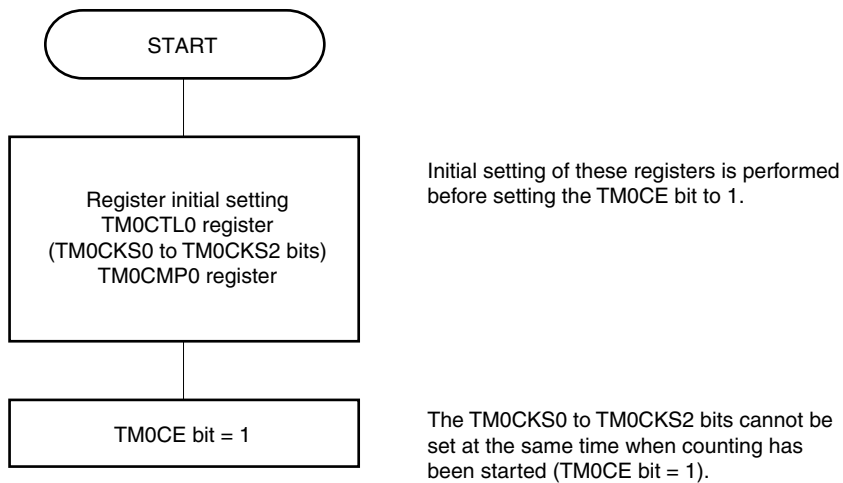 START
Register initial setting
TM0CTL0 register
(TM0CKS0 to TM0CKS2 bits)
TM0CMP0 register
Initial setting of these registers is performed
before setting the TM0CE bit to 1.
TM0CE bit = 1
The TM0CKS0 to TM0CKS2 bits cannot be
set at the same time when counting has
been started (TM0CE bit = 1).